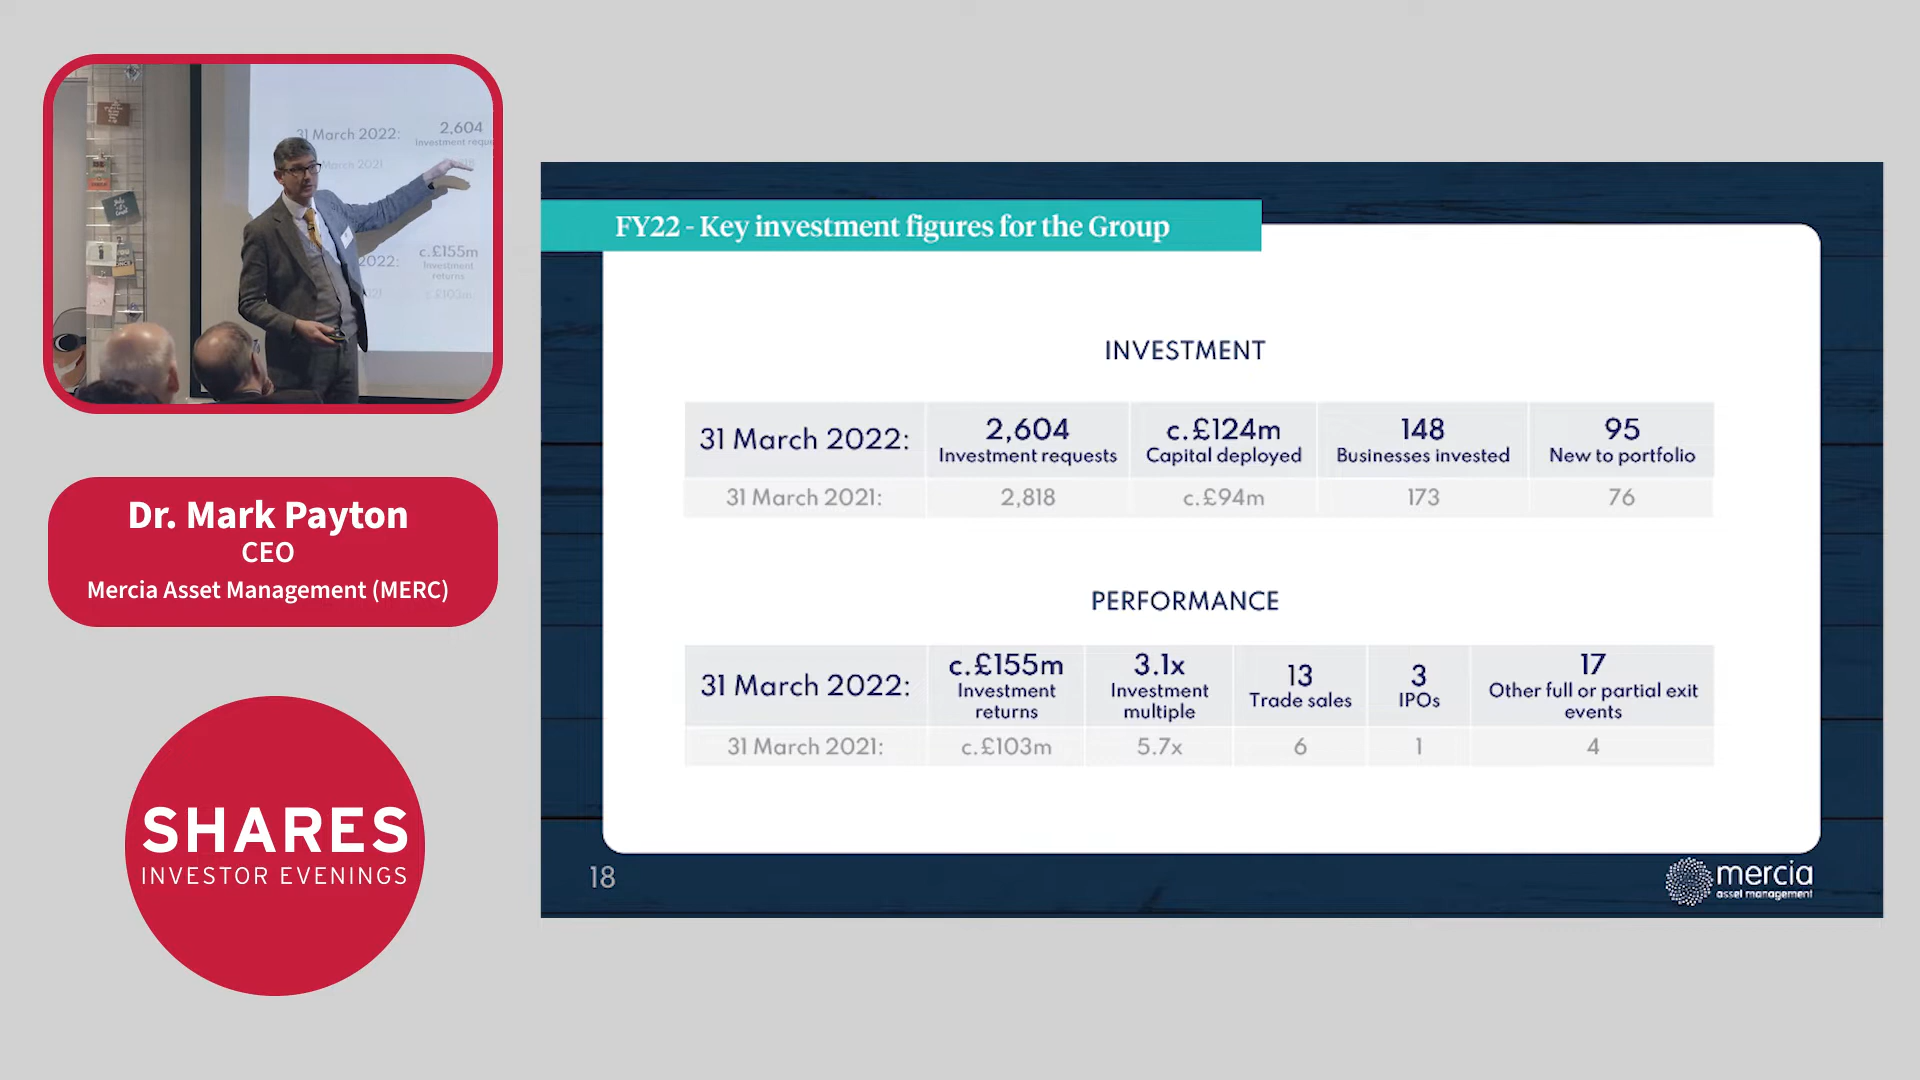 31 March 2022:
2,604
Investment requ
March 2021
2022:
c.£155m
Investment
returns
c.£103m
Dr. Mark Payton
CEO
Mercia Asset Management (MERC)
SHARES
INVESTOR EVENINGS
FY22 - Key investment figures for the Group
INVESTMENT
31 March 2022:
2,604
Investment requests
c.£124m
Capital deployed
148
Businesses invested
95
New to portfolio
31 March 2021:
2,818
c.£94m
173
76
PERFORMANCE
31 March 2022:
c.£155m
Investment
returns
3.1x
Investment
multiple
13
Trade sales
3
IPOs
17
Other full or partial exit
events
31 March 2021:
c.£103m
5.7x
6
1
4
18
mercia
asset management